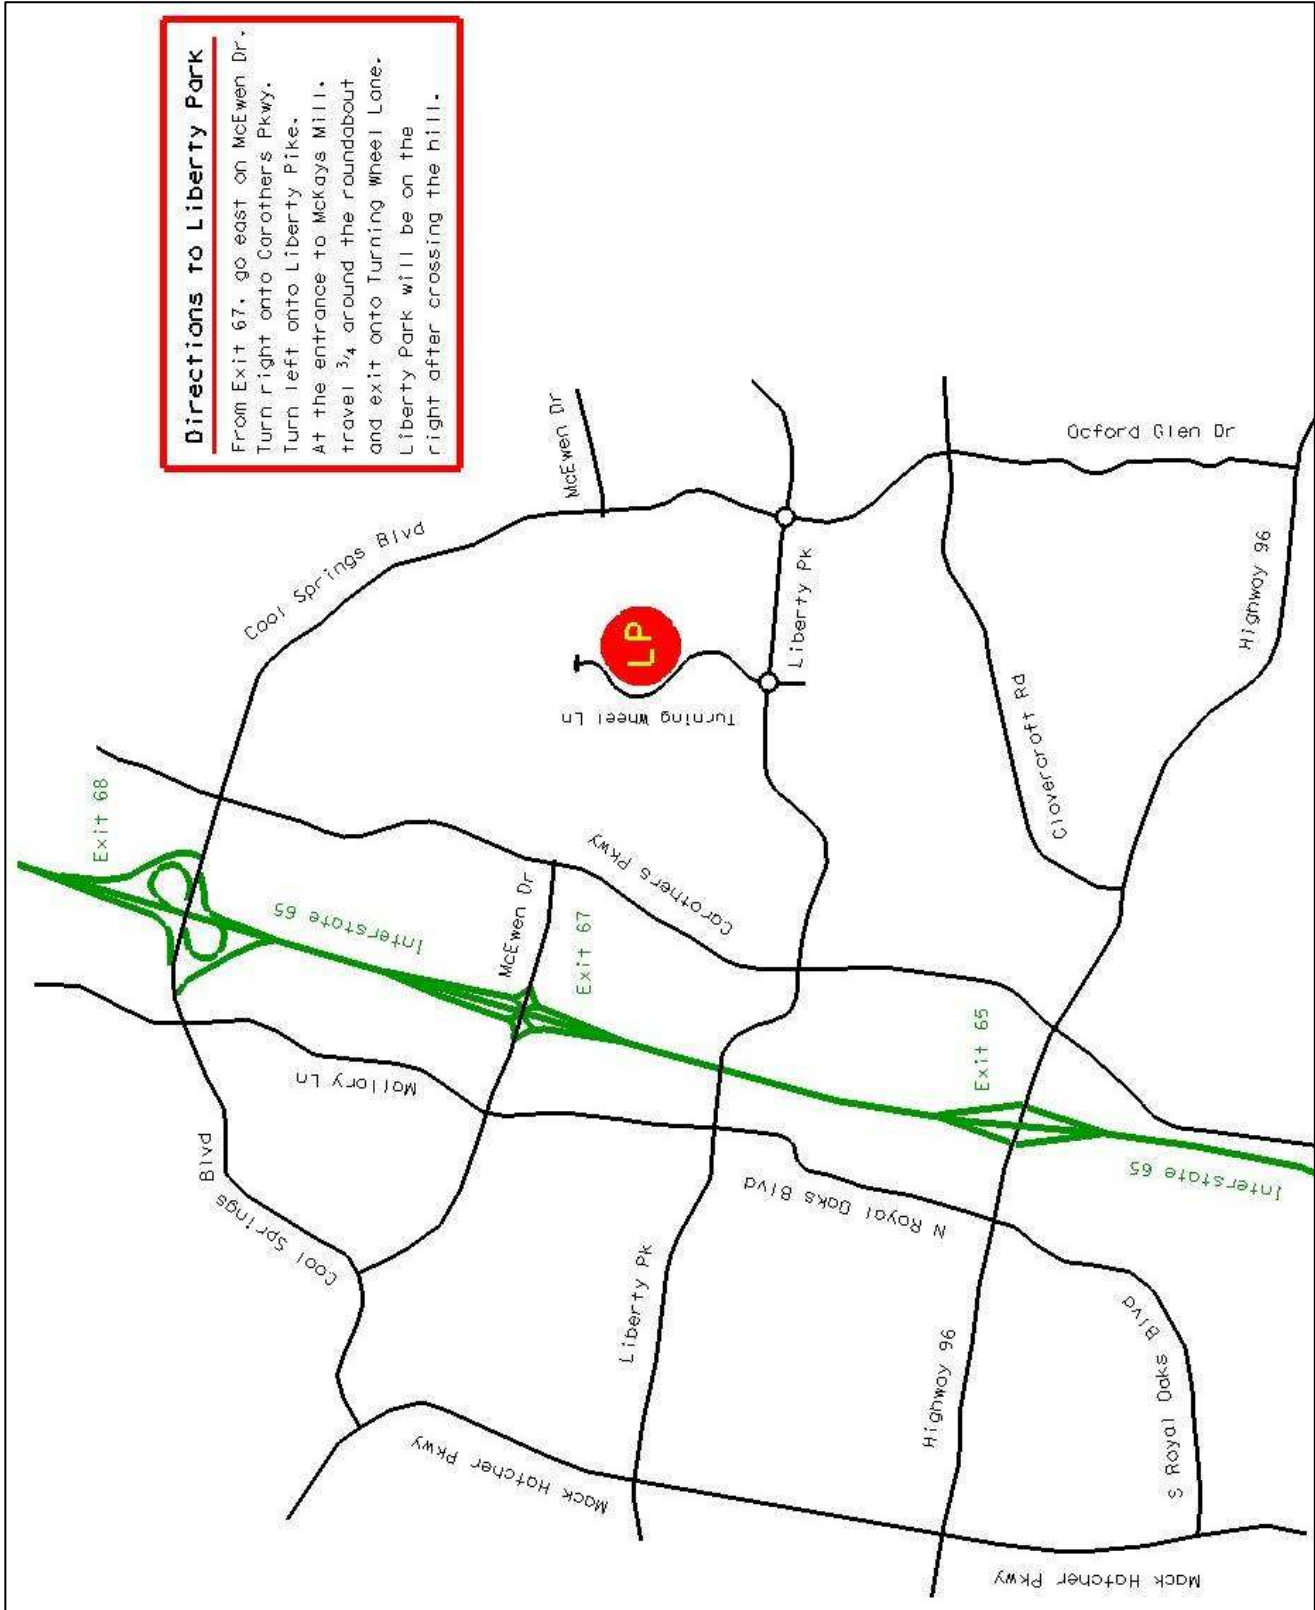 Directions to Liberty Park
From Exit 67, go east on McEwen Dr.
Turn right onto Carothers Pkwy.
Turn left onto Liberty Pike.
At the entrance to McKays Mill,
travel 3/4 around the roundabout
and exit onto Turning Wheel Lane.
Liberty Park will be on the
right after crossing the hill.
Exit 68
Interstate 65
Cool Springs Blvd
McEwen Dr
Mallory Ln
Blvd
Cool Springs
McEwen Dr
Exit 67
Carothers Pkwy
Turning Wheel Ln
LP
Liberty Pk
Ocford Glen Dr
Clovercroft Rd
Highway 96
Exit 65
Interstate 65
N Royal Oaks Blvd
Liberty Pk
Mack Hatcher Pkwy
Highway 96
S Royal Oaks Blvd
Mack Hatcher Pkwy